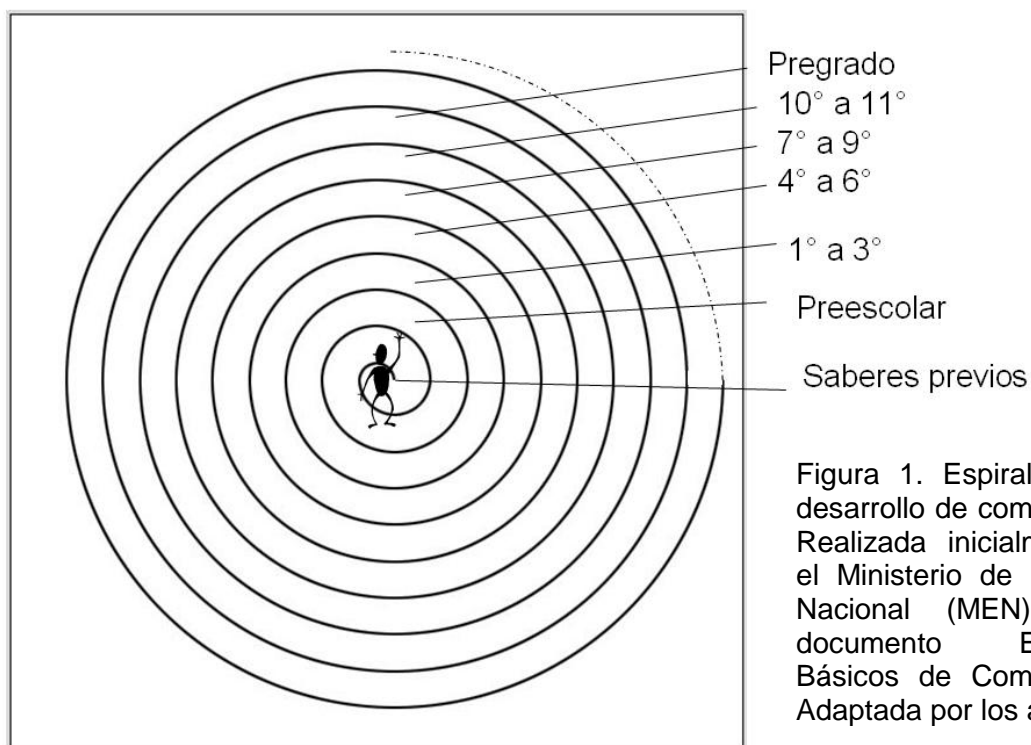 Pregrado
10° a 11°
7° a 9°
4° a 6°
1° a 3°
Preescolar
Saberes previos
Figura 1. Espiral
desarrollo de com
Realizada inicialr
el Ministerio de
Nacional (MEN)
documento E
Básicos de Com
Adaptada por los a